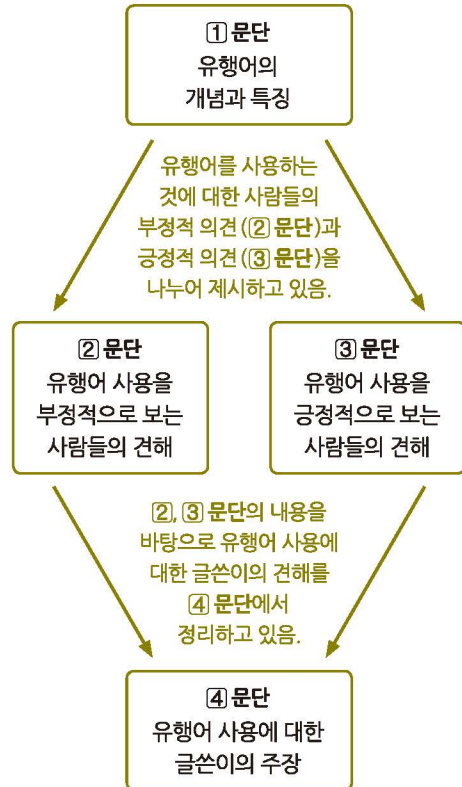 1 문단
유행어의
개념과 특징
유행어를 사용하는
것에 대한 사람들의
부정적 의견(2 문단)과
긍정적 의견(3 문단)을
나누어 제시하고 있음.
2 문단
유행어 사용을
부정적으로 보는
사람들의 견해
3 문단
유행어 사용을
긍정적으로 보는
사람들의 견해
2, 3 문단의 내용을
바탕으로 유행어 사용에
대한 글쓴이의 견해를
4 문단에서
정리하고 있음.
4 문단
유행어 사용에 대한
글쓴이의 주장